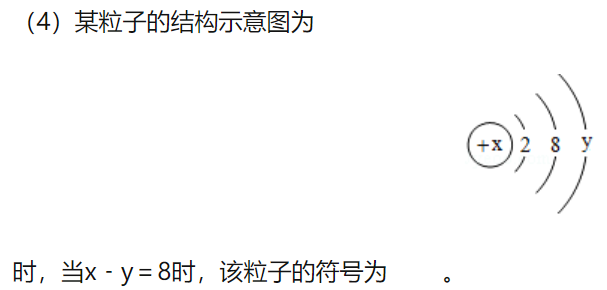 （4）某粒子的结构示意图为
+x 2 8 y
时，当x﹣y＝8时，该粒子的符号为　　。